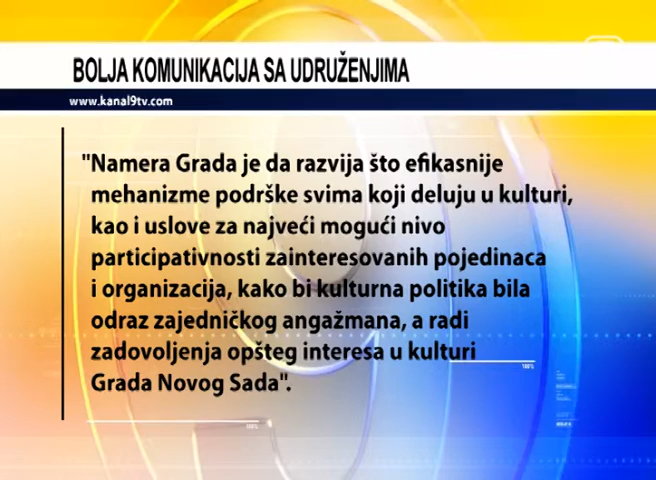 BOLJA KOMUNIKACIJA SA UDRUŽENJIMA
www.kanal9tv.com
"Namera Grada je da razvija što efikasnije
mehanizme podrške svima koji deluju u kulturi,
kao i uslove za najveći mogući nivo
participativnosti zainteresovanih pojedinaca
i organizacija, kako bi kulturna politika bila
odraz zajedničkog angažmana, a radi
zadovoljenja opšteg interesa u kulturi
Grada Novog Sada".
100%
100%